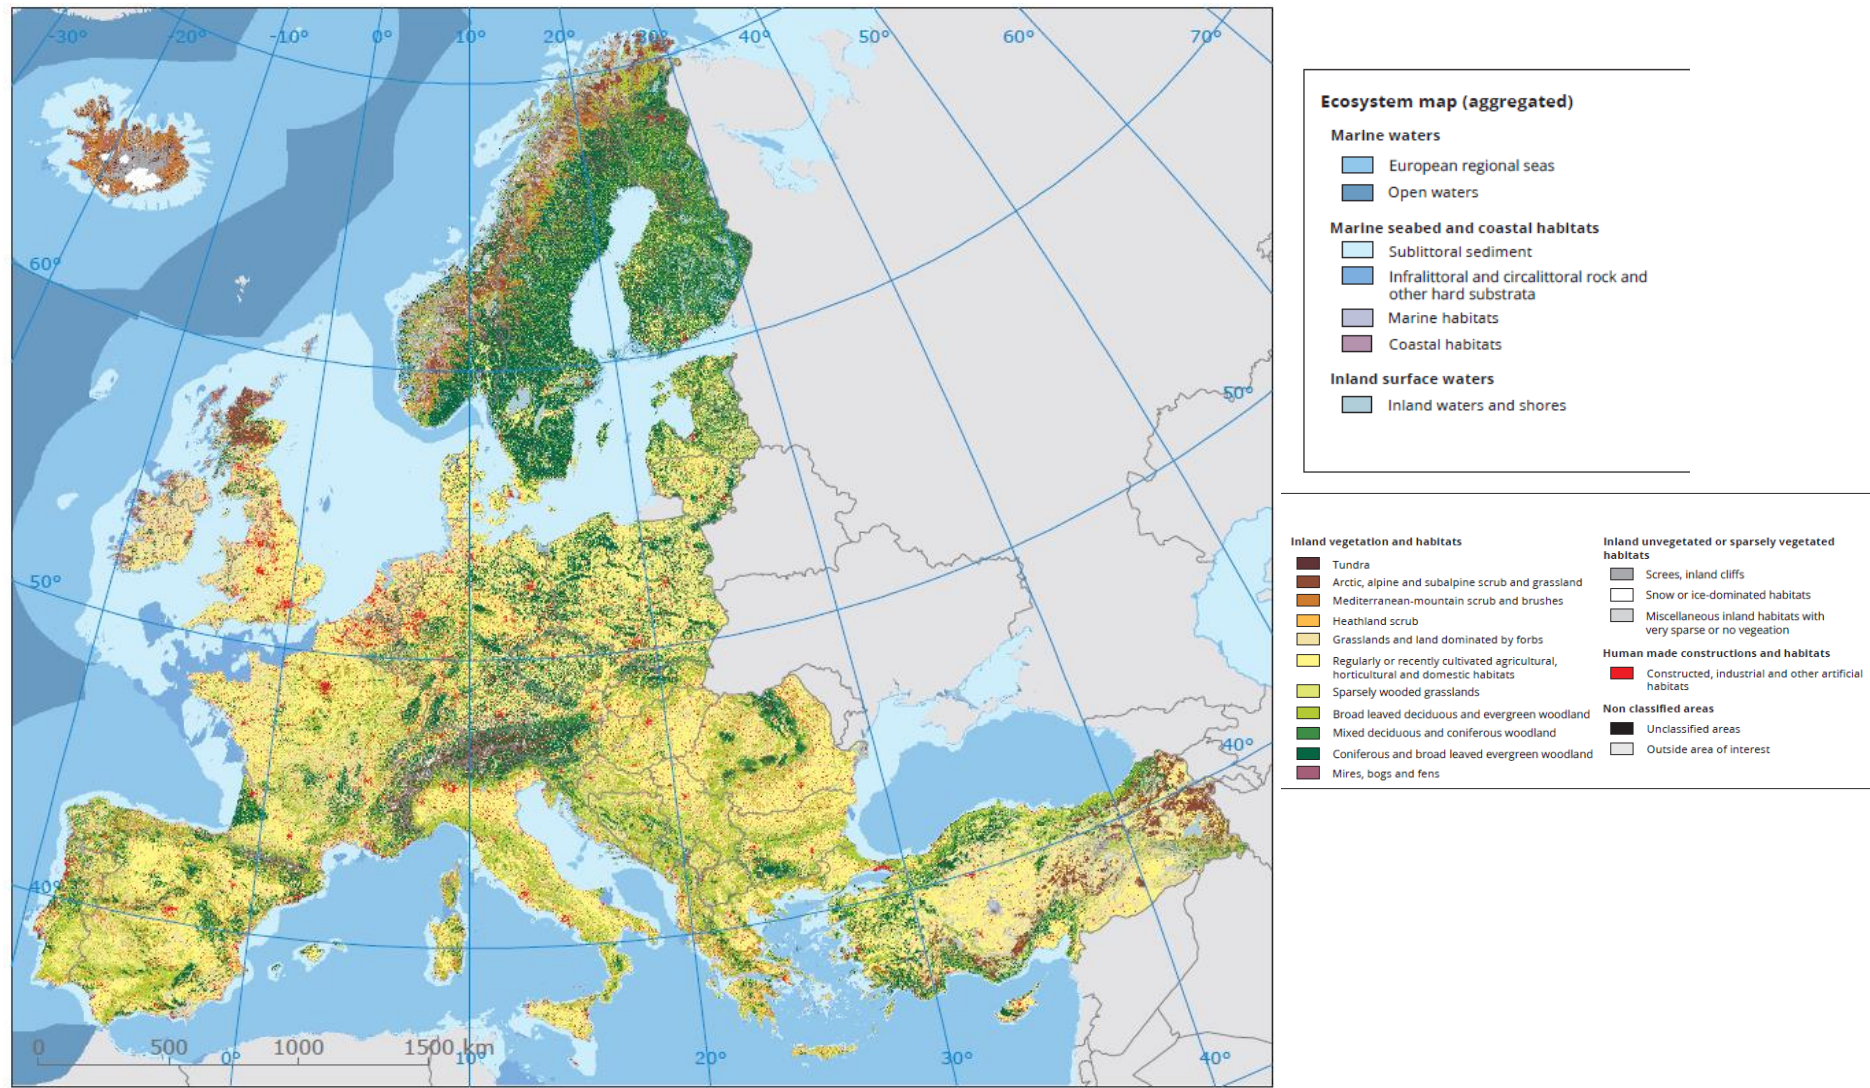 -30°
-20°
-10°
0°
10°
20°
30°
40°
50°
60°
70°
60°
50°
50°
40°
40°
0
500
1000
1500 km
0°
10°
20°
30°
40°
Ecosystem map (aggregated)
Marine waters
European regional seas
Open waters
Marine seabed and coastal habitats
Sublittoral sediment
Infralittoral and circalittoral rock and
other hard substrata
Marine habitats
Coastal habitats
Inland surface waters
Inland waters and shores
Inland vegetation and habitats
Tundra
Arctic, alpine and subalpine scrub and grassland
Mediterranean-mountain scrub and brushes
Heathland scrub
Grasslands and land dominated by forbs
Regularly or recently cultivated agricultural,
horticultural and domestic habitats
Sparsely wooded grasslands
Broad leaved deciduous and evergreen woodland
Mixed deciduous and coniferous woodland
Coniferous and broad leaved evergreen woodland
Mires, bogs and fens
Inland unvegetated or sparsely vegetated
habitats
Screes, inland cliffs
Snow or ice-dominated habitats
Miscellaneous inland habitats with
very sparse or no vegeation
Human made constructions and habitats
Constructed, industrial and other artificial
habitats
Non classified areas
Unclassified areas
Outside area of interest